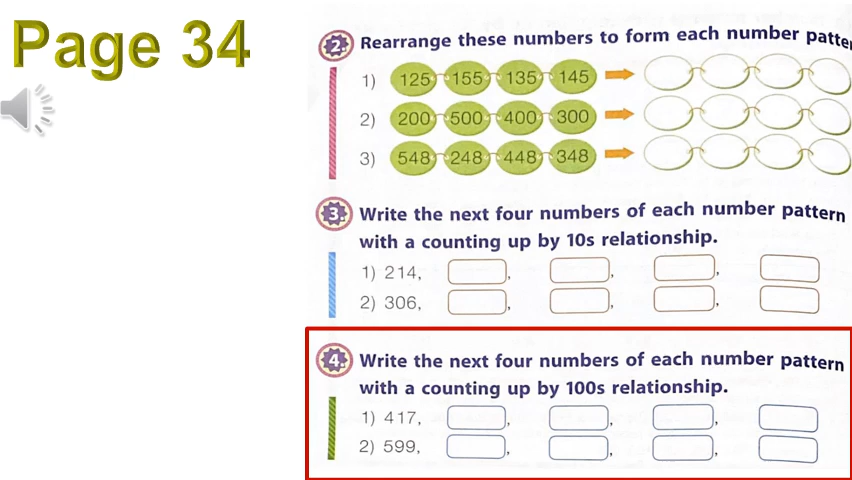 Page 34
2. Rearrange these numbers to form each number
1) 125 155 135 145
2) 200 500 400 300
3) 548 248 448 348
3. Write the next four numbers of each number pattern
with a counting up by 10s relationship.
1) 214, , , ,
2) 306, , , ,
4. Write the next four numbers of each number pattern
with a counting up by 100s relationship.
1) 417, , , ,
2) 599, , , ,